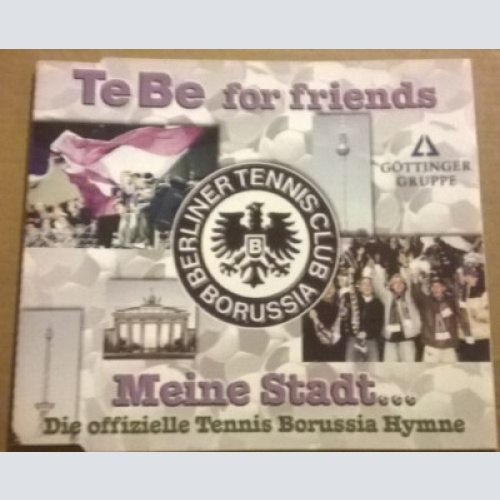 TeBe for friends
GÖTTINGER
GRUPPE
BERLINER TENNIS CLUB
BORUSSIA
B
Meine Stadt...
Die offizielle Tennis Borussia Hymne